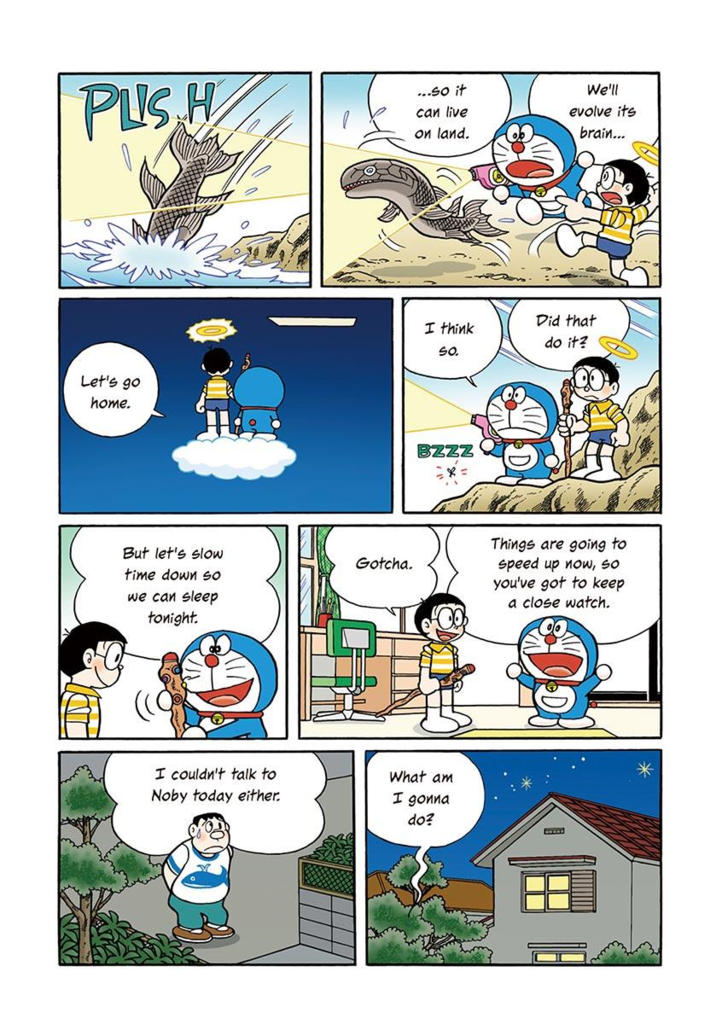 We'll
evolve its
brain...
...so it
can live
on land.
PLISH
Did that
do it?
I think
so.
BZZZ
Let's go
home.
Things are going to
speed up now, so
you've got to keep
a close watch.
Gotcha.
But let's slow
time down so
we can sleep
tonight.
What am
I gonna
do?
I couldn't talk to
Noby today either.